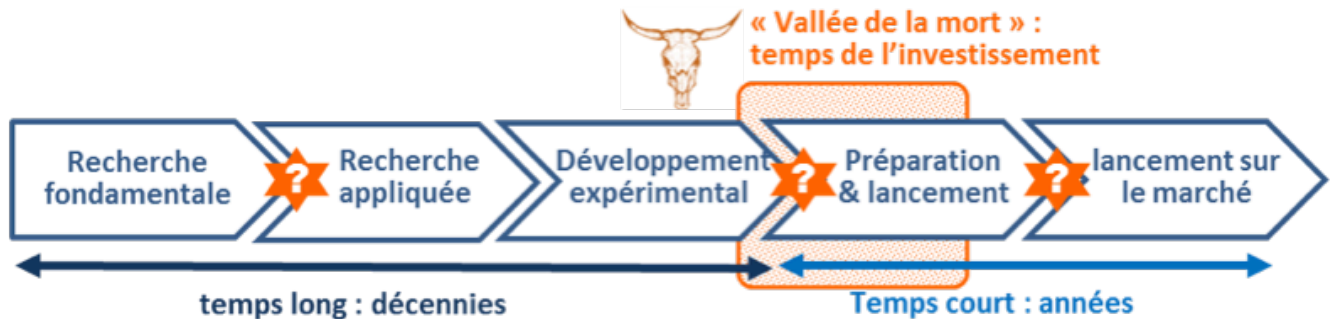 « Vallée de la mort » :
temps de l’investissement
Recherche
fondamentale
?
Recherche
appliquée
Développement
expérimental
?
Préparation
& lancement
?
lancement sur
le marché
temps long : décennies
Temps court : années